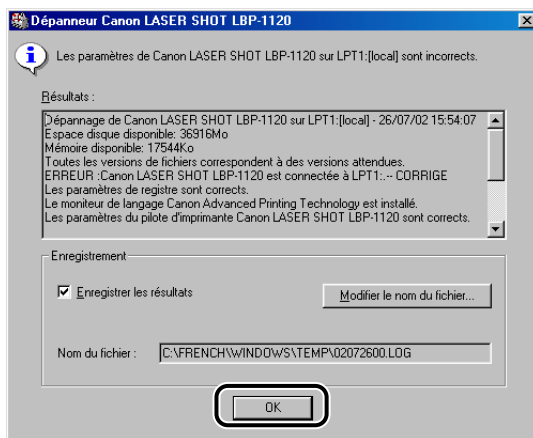 Dépanneur Canon LASER SHOT LBP-1120
Les paramètres de Canon LASER SHOT LBP-1120 sur LPT1:[local] sont incorrects.
Résultats :
Dépannage de Canon LASER SHOT LBP-1120 sur LPT1:[local] - 26/07/02 15:54:07
Espace disque disponible: 36916Mo
Mémoire disponible: 17544Ko
Toutes les versions de fichiers correspondent à des versions attendues.
ERREUR :Canon LASER SHOT LBP-1120 est connectée à LPT1:.-- CORRIGE
Les paramètres de registre sont corrects.
Le moniteur de langage Canon Advanced Printing Technology est installé.
Les paramètres du pilote d'imprimante Canon LASER SHOT LBP-1120 sont corrects.
Enregistrement
Enregistrer les résultats
Modifier le nom du fichier...
Nom du fichier :
C:\FRENCH\WINDOWS\TEMP\02072600.LOG
OK